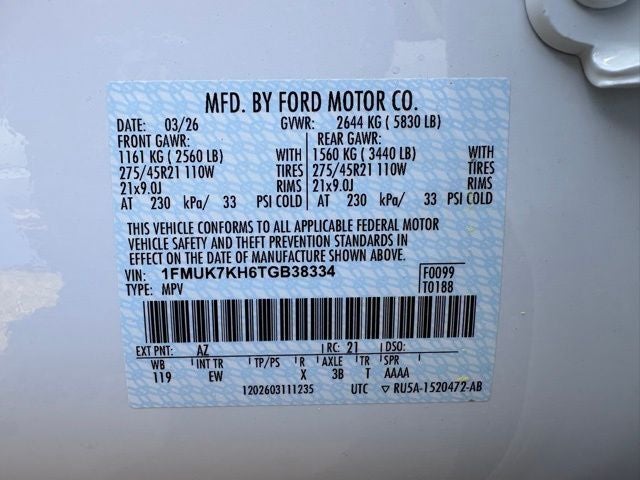 MFD. BY FORD MOTOR CO.
DATE: 03/26 GVWR: 2644 KG ( 5830 LB)
FRONT GAWR: REAR GAWR:
1161 KG ( 2560 LB) WITH 1560 KG ( 3440 LB) WITH
275/45R21 110W TIRES 275/45R21 110W TIRES
21x9.0J RIMS 21x9.0J RIMS
AT 230 kPa/ 33 PSI COLD AT 230 kPa/ 33 PSI COLD
THIS VEHICLE CONFORMS TO ALL APPLICABLE FEDERAL MOTOR
VEHICLE SAFETY AND THEFT PREVENTION STANDARDS IN
EFFECT ON THE DATE OF MANUFACTURE SHOWN ABOVE.
VIN: 1FMUK7KH6TGB38334 F0099
TYPE: MPV T0188
EXT PNT: AZ RC: 21 DSO:
WB INT TR TP/PS R AXLE TR SPR
119 EW X 3B T AAAA
1202603111235 UTC ▽ RU5A-1520472-AB